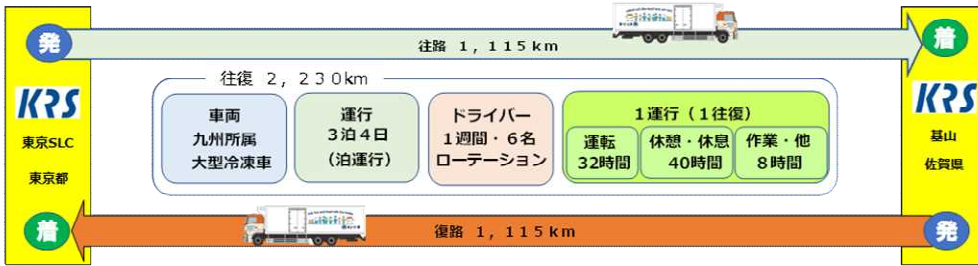 発
往路 1,115km
着
KRS
東京SLC
東京都
往復 2,230km
車両
九州所属
大型冷凍車
運行
3泊4日
(泊運行)
ドライバー
1週間・6名
ローテーション
1運行(1往復)
運転
32時間
休憩・休息
40時間
作業・他
8時間
KRS
基山
佐賀県
着
復路 1,115km
発